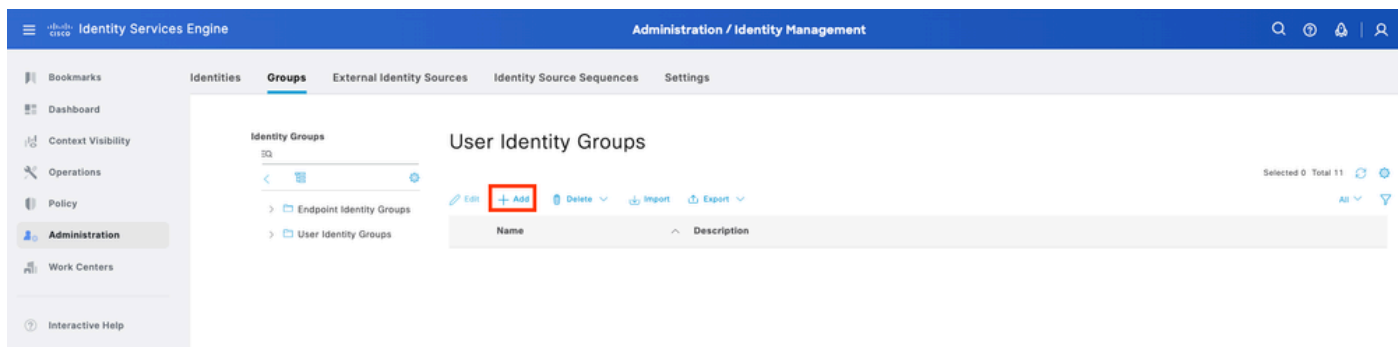 cisco Identity Services Engine
Administration / Identity Management
Bookmarks
Dashboard
Context Visibility
Operations
Policy
Administration
Work Centers
Interactive Help
Identities Groups External Identity Sources Identity Source Sequences Settings
Identity Groups
EQ
Endpoint Identity Groups
User Identity Groups
User Identity Groups
Selected 0 Total 11
Edit + Add Delete Import Export All
Name Description